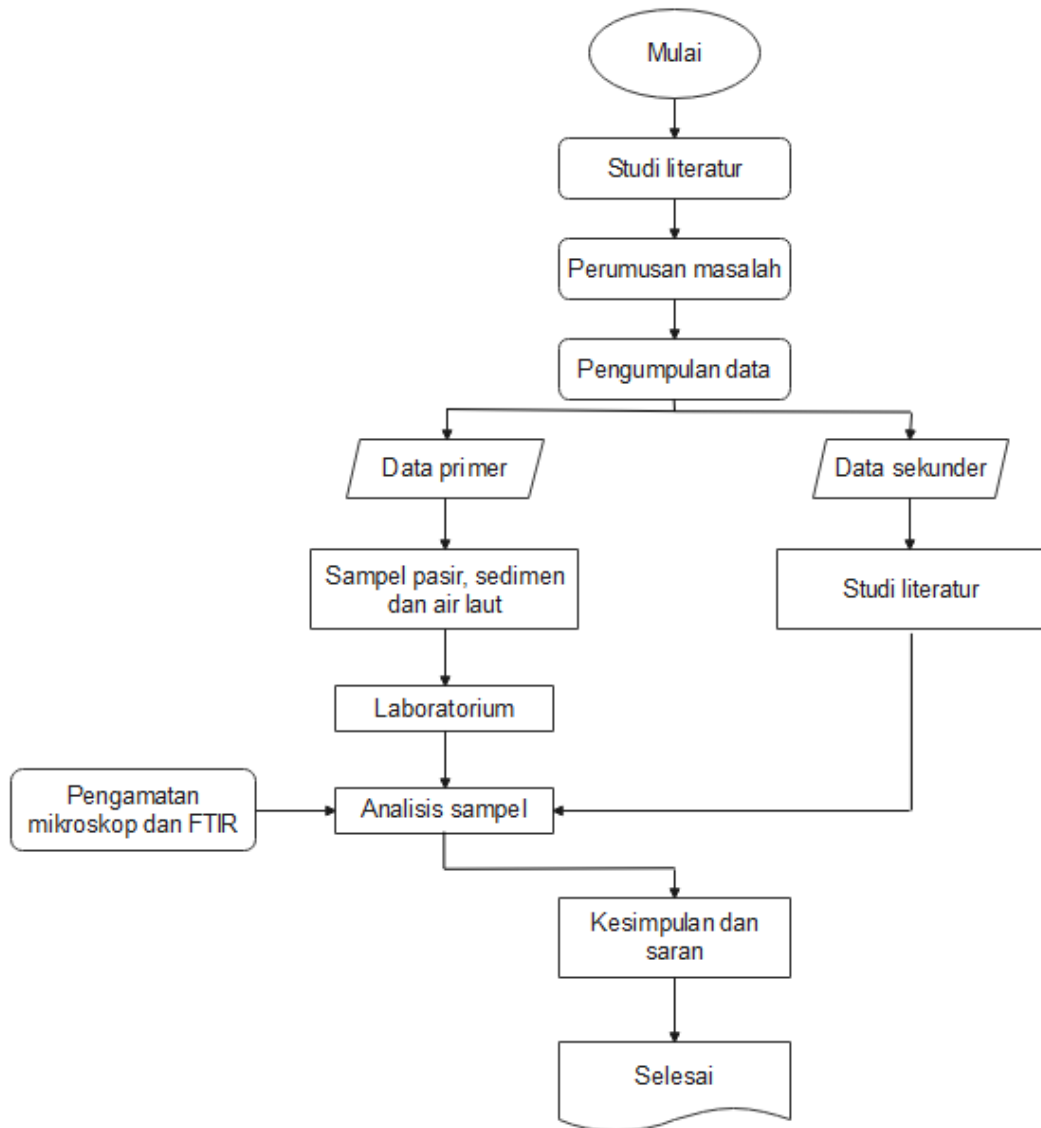 Mulai
Studi literatur
Perumusan masalah
Pengumpulan data
Data primer
Data sekunder
Sampel pasir, sedimen
dan air laut
Studi literatur
Laboratorium
Pengamatan
mikroskop dan FTIR
Analisis sampel
Kesimpulan dan
saran
Selesai